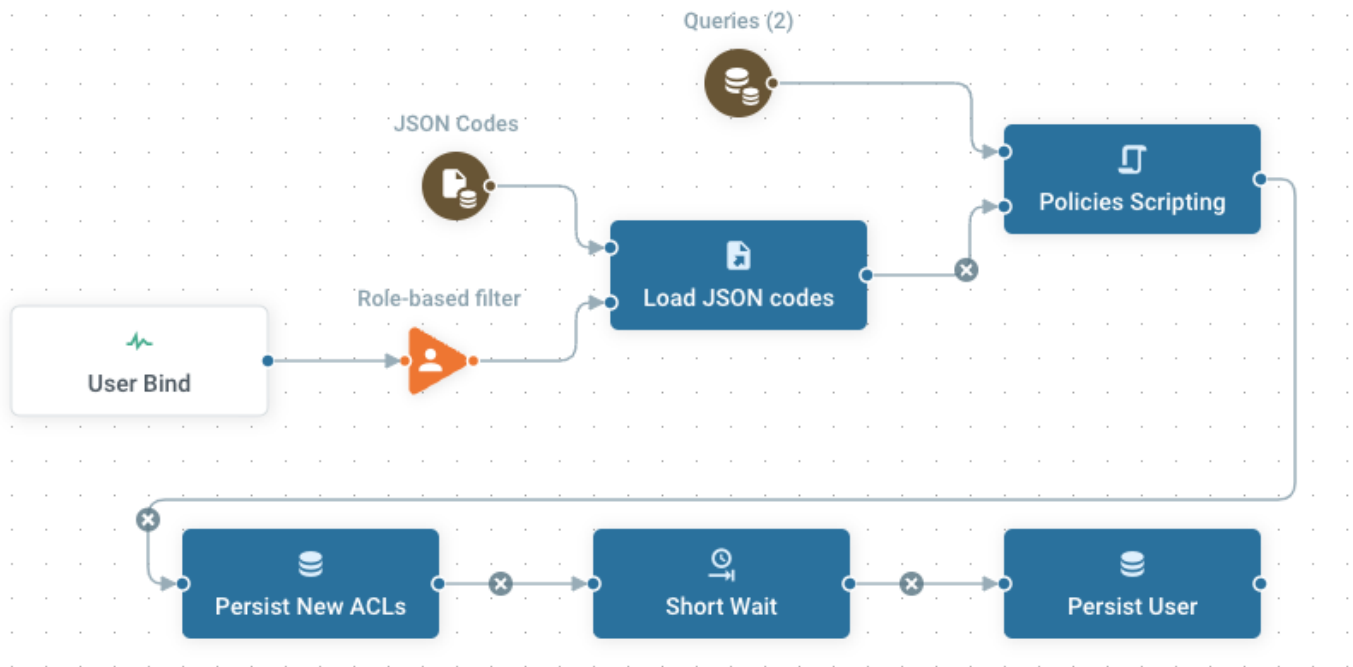 Queries (2)
JSON Codes
Policies Scripting
Load JSON codes
Role-based filter
User Bind
Persist New ACLs
Short Wait
Persist User